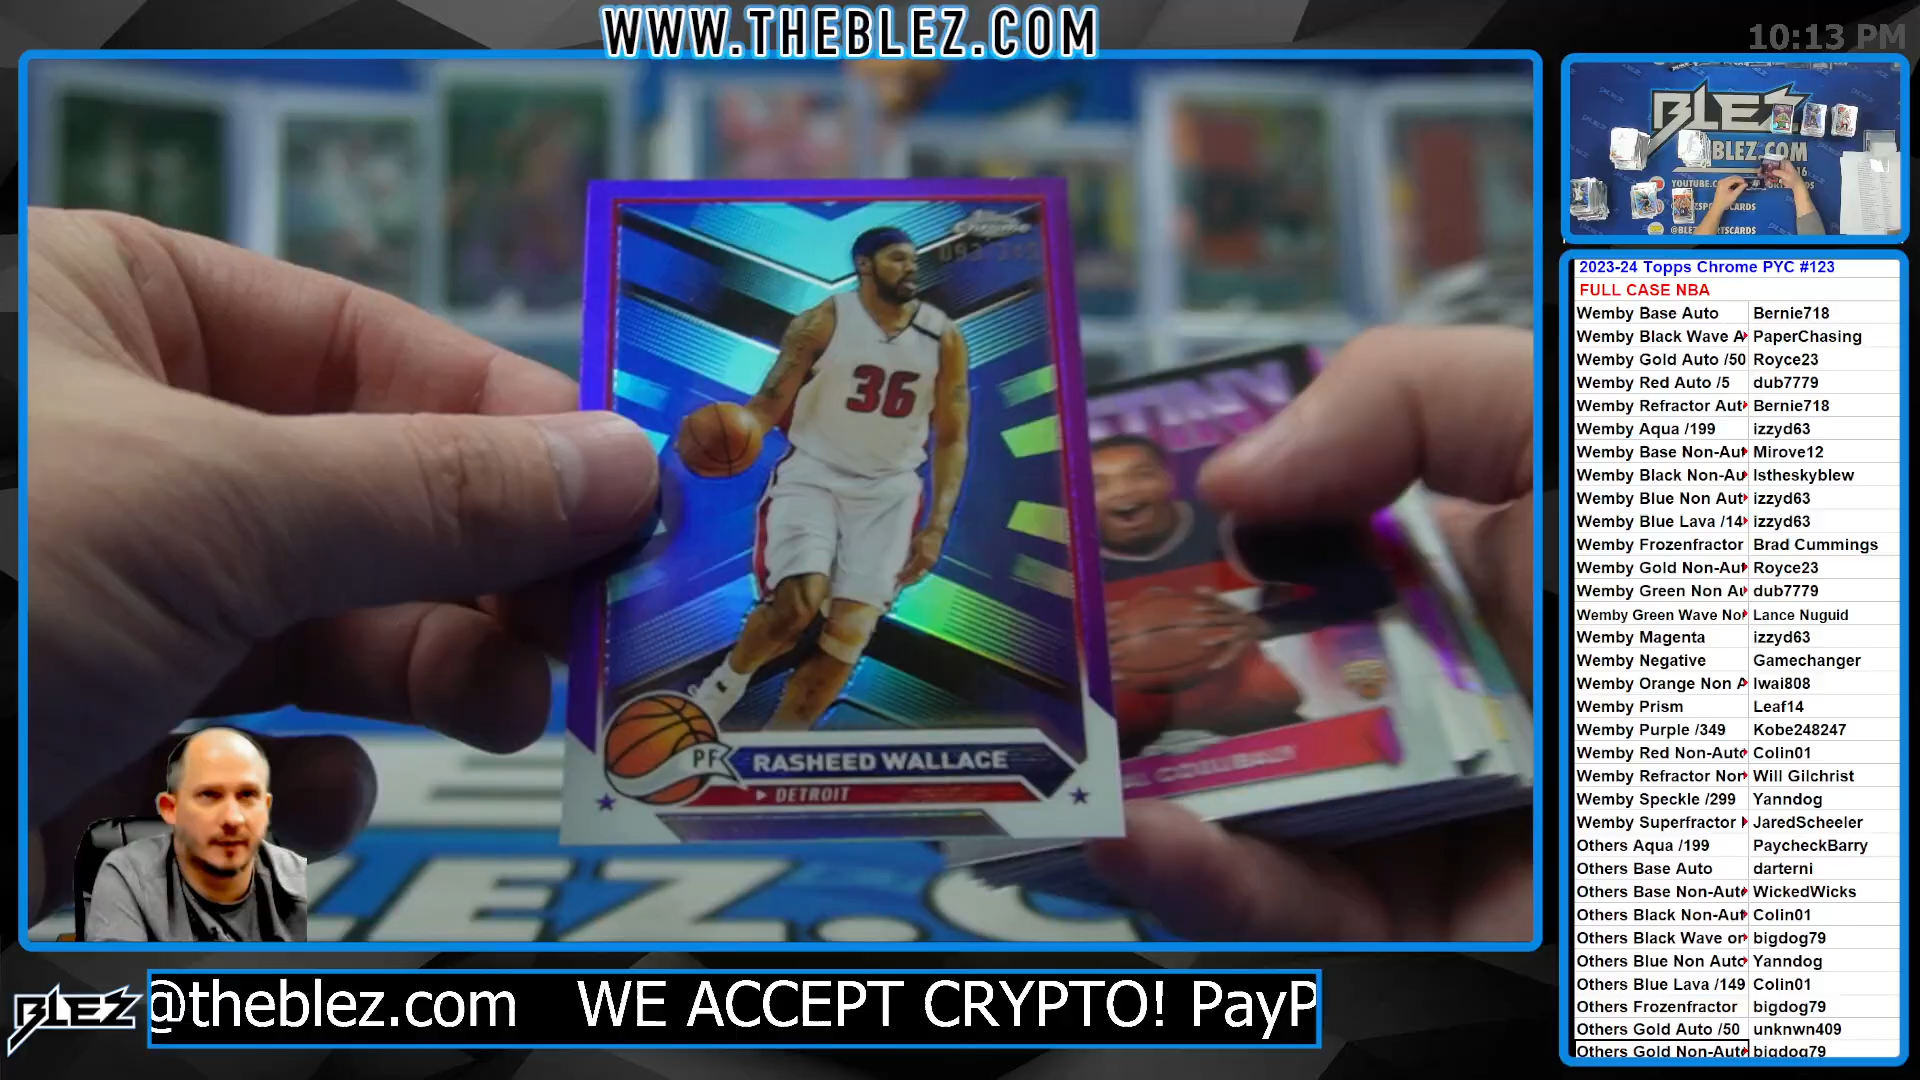 WWW.THEBLEZ.COM
10:13 PM
BLEZ
BLEZ.COM
Chrome
36
PF RASHEED WALLACE
DETROIT
2023-24 Topps Chrome PYC #123
FULL CASE NBA
Wemby Base Auto Bernie718
Wemby Black Wave A PaperChasing
Wemby Gold Auto /50 Royce23
Wemby Red Auto /5 dub7779
Wemby Refractor Aut Bernie718
Wemby Aqua /199 izzyd63
Wemby Base Non-Aut Mirove12
Wemby Black Non-Au Istheskyblew
Wemby Blue Non Aut izzyd63
Wemby Blue Lava /14 izzyd63
Wemby Frozenfractor Brad Cummings
Wemby Gold Non-Aut Royce23
Wemby Green Non Au dub7779
Wemby Green Wave No Lance Nuguid
Wemby Magenta izzyd63
Wemby Negative Gamechanger
Wemby Orange Non A Iwai808
Wemby Prism Leaf14
Wemby Purple /349 Kobe248247
Wemby Red Non-Auto Colin01
Wemby Refractor Non Will Gilchrist
Wemby Speckle /299 Yanndog
Wemby Superfractor JaredScheeler
Others Aqua /199 PaycheckBarry
Others Base Auto darterni
Others Base Non-Auto WickedWicks
Others Black Non-Aut Colin01
Others Black Wave or bigdog79
Others Blue Non Auto Yanndog
Others Blue Lava /149 Colin01
Others Frozenfractor bigdog79
Others Gold Auto /50 unknwn409
Others Gold Non-Auto bigdog79
BLEZ
@theblez.com WE ACCEPT CRYPTO! PayP